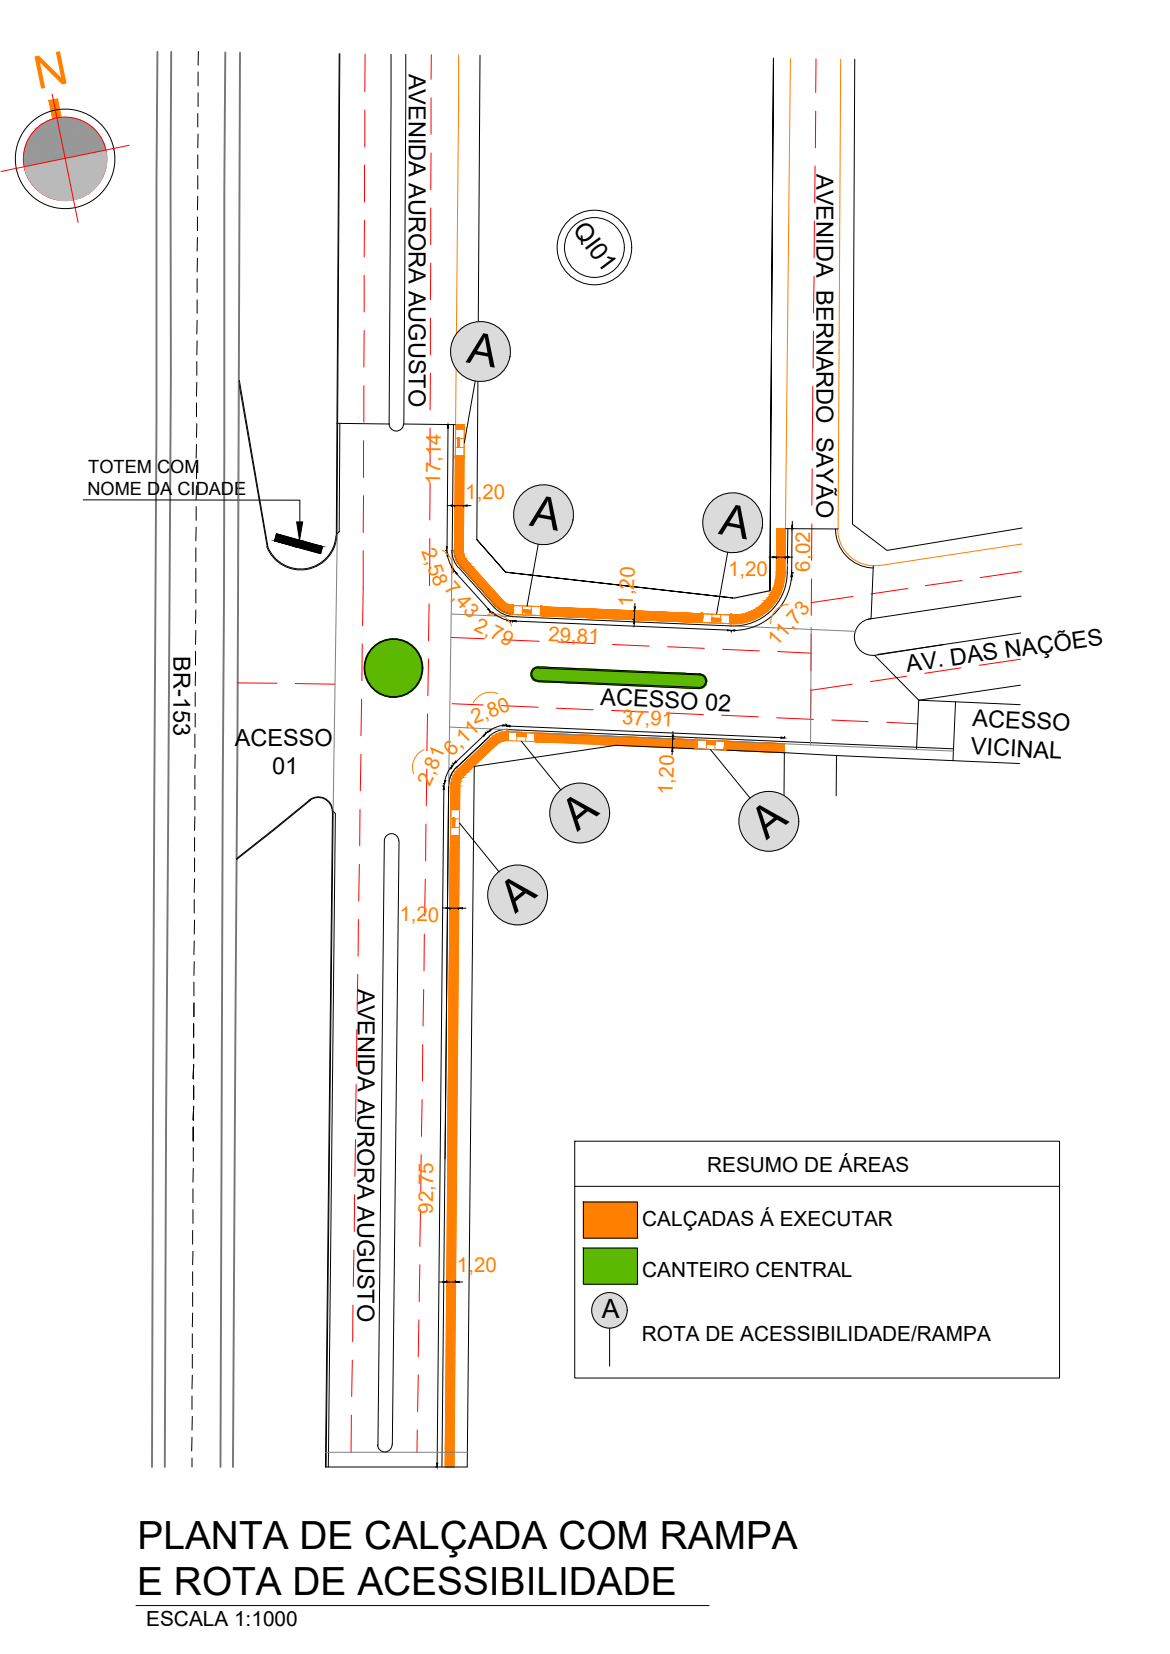 N
AVENIDA AURORA AUGUSTO
AVENIDA BERNARDO SAYÃO
QI01
A
17,14
TOTEM COM
NOME DA CIDADE
1,20
A
A
2,58
7,43
2,79
29,81
1,20
1,20
6,02
11,73
AV. DAS NAÇÕES
BR-153
ACESSO 02
ACESSO
01
2,80
6,11
2,81
37,91
1,20
ACESSO
VICINAL
A
A
A
1,20
AVENIDA AURORA AUGUSTO
92,75
1,20
RESUMO DE ÁREAS
CALÇADAS Á EXECUTAR
CANTEIRO CENTRAL
A
ROTA DE ACESSIBILIDADE/RAMPA
PLANTA DE CALÇADA COM RAMPA
E ROTA DE ACESSIBILIDADE
ESCALA 1:1000